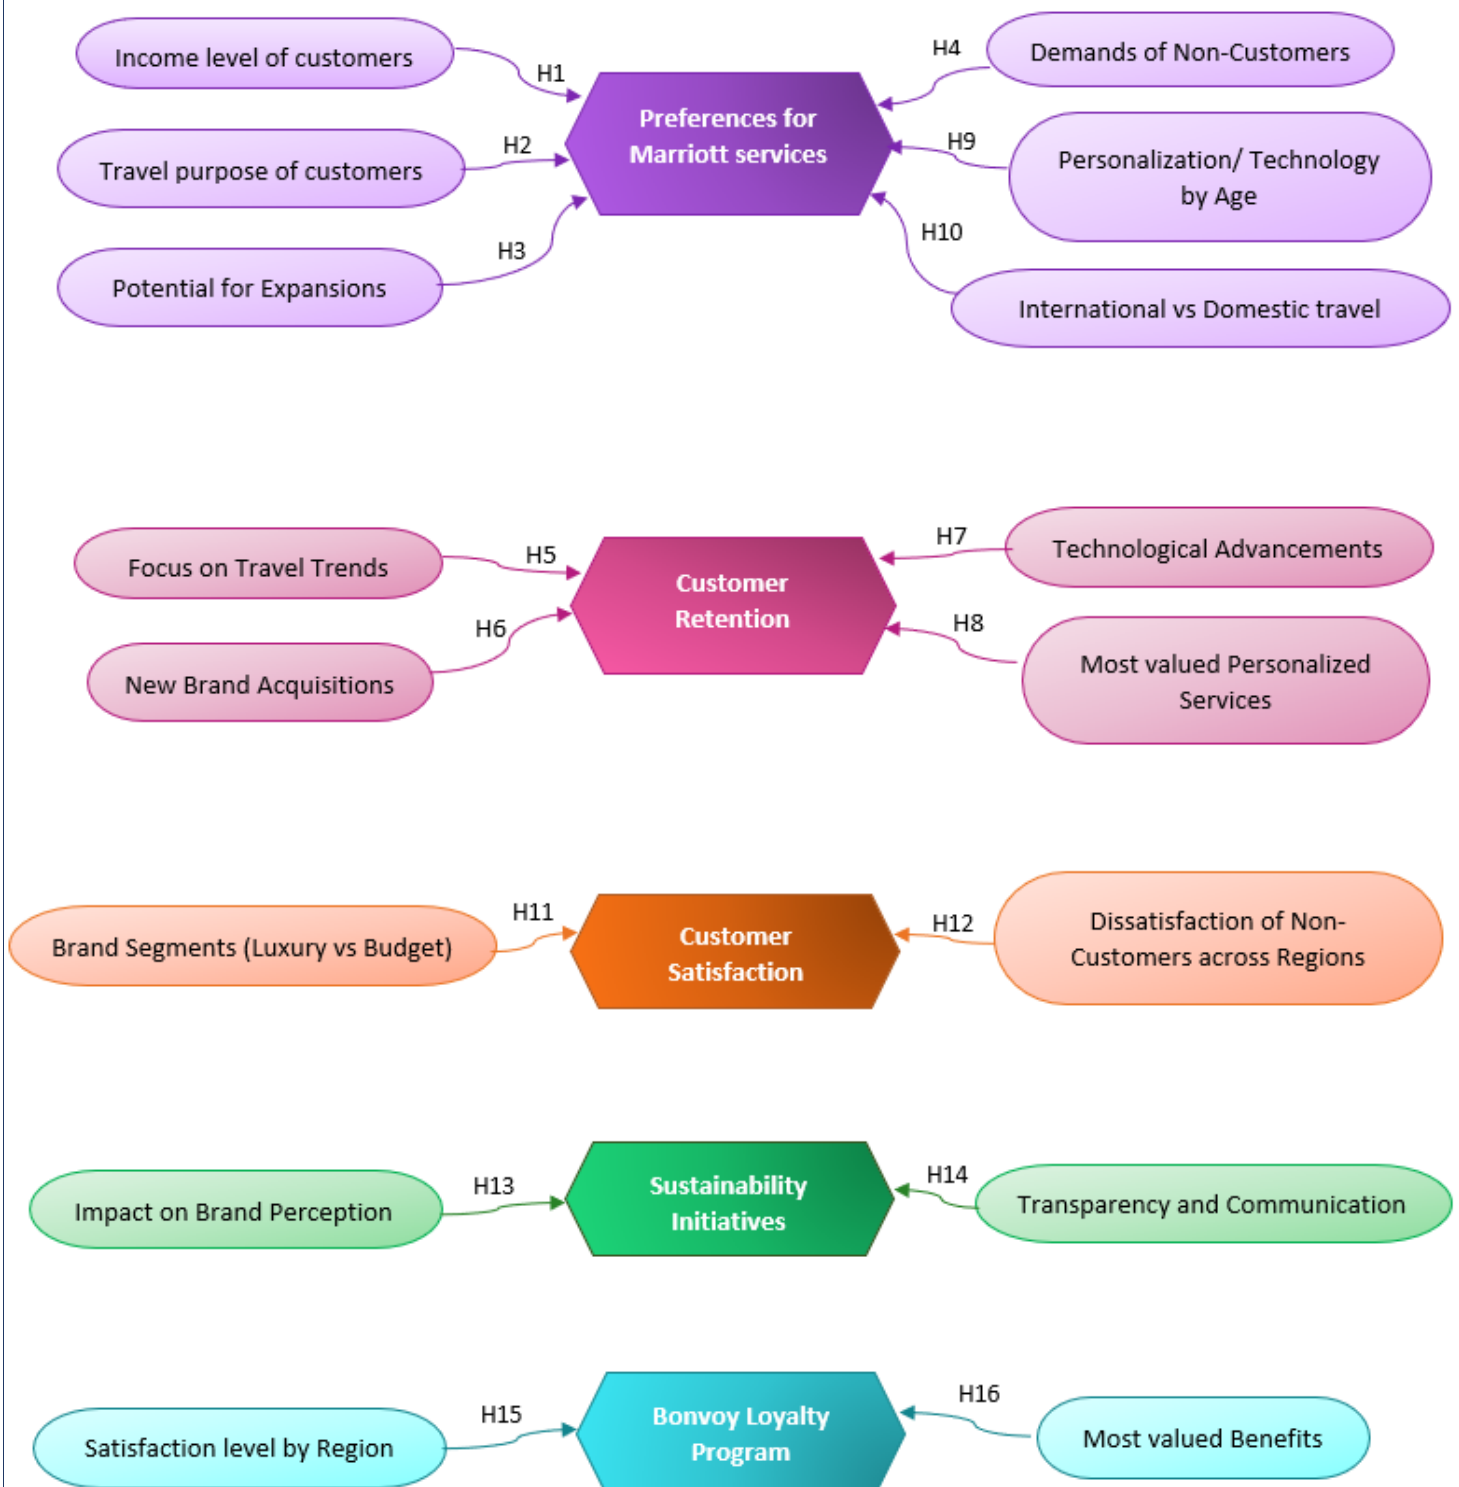 Income level of customers
H1
H4
Demands of Non-Customers
Preferences for
Marriott services
Travel purpose of customers
H2
H9
Personalization/ Technology
by Age
Potential for Expansions
H3
H10
International vs Domestic travel
Focus on Travel Trends
H5
H7
Technological Advancements
Customer
Retention
New Brand Acquisitions
H6
H8
Most valued Personalized
Services
Brand Segments (Luxury vs Budget)
H11
Customer
Satisfaction
H12
Dissatisfaction of Non-
Customers across Regions
Impact on Brand Perception
H13
Sustainability
Initiatives
H14
Transparency and Communication
Satisfaction level by Region
H15
Bonvoy Loyalty
Program
H16
Most valued Benefits